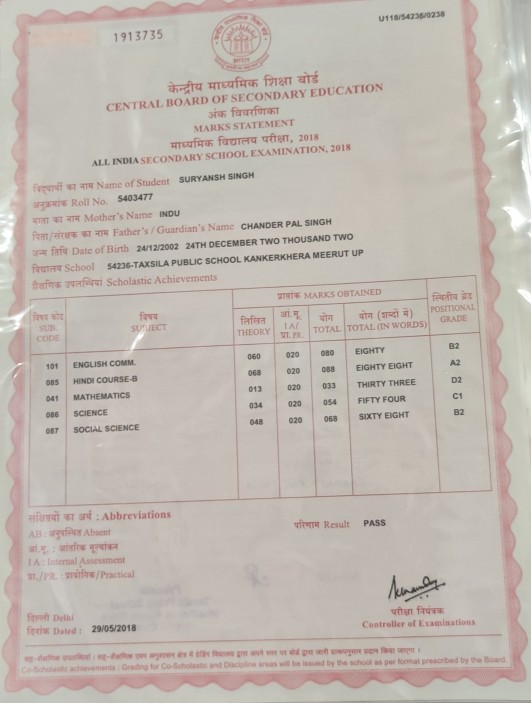 1913735
U118/54236/0238
केन्द्रीय माध्यमिक शिक्षा बोर्ड
CENTRAL BOARD OF SECONDARY EDUCATION
अंक विवरणिका
MARKS STATEMENT
माध्यमिक विद्यालय परीक्षा, 2018
ALL INDIA SECONDARY SCHOOL EXAMINATION, 2018
विद्यार्थी का नाम Name of Student SURYANSH SINGH
अनुक्रमांक Roll No. 5403477
माता का नाम Mother's Name INDU
पिता/संरक्षक का नाम Father's / Guardian's Name CHANDER PAL SINGH
जन्म तिथि Date of Birth 24/12/2002 24TH DECEMBER TWO THOUSAND TWO
विद्यालय School 54236-TAXSILA PUBLIC SCHOOL KANKERKHERA MEERUT UP
शैक्षणिक उपलब्धियां Scholastic Achievements
प्राप्तांक MARKS OBTAINED
विषय कोड SUB. CODE
विषय SUBJECT
लिखित THEORY
आं.मू. I A/ प्रा. PR.
योग TOTAL
योग (शब्दों में) TOTAL (IN WORDS)
स्थितीय ग्रेड POSITIONAL GRADE
101 ENGLISH COMM. 060 020 080 EIGHTY B2
085 HINDI COURSE-B 068 020 088 EIGHTY EIGHT A2
041 MATHEMATICS 013 020 033 THIRTY THREE D2
086 SCIENCE 034 020 054 FIFTY FOUR C1
087 SOCIAL SCIENCE 048 020 068 SIXTY EIGHT B2
संक्षिप्तियों का अर्थ : Abbreviations
AB : अनुपस्थित Absent
आं.मू. : आंतरिक मूल्यांकन
I A : Internal Assessment
प्रा./PR. : प्रायोगिक/Practical
परिणाम Result PASS
दिल्ली Delhi
दिनांक Dated : 29/05/2018
परीक्षा नियंत्रक
Controller of Examinations
Co-Scholastic achievements : Grading for Co-Scholastic and Discipline areas will be issued by the school as per format prescribed by the Board.